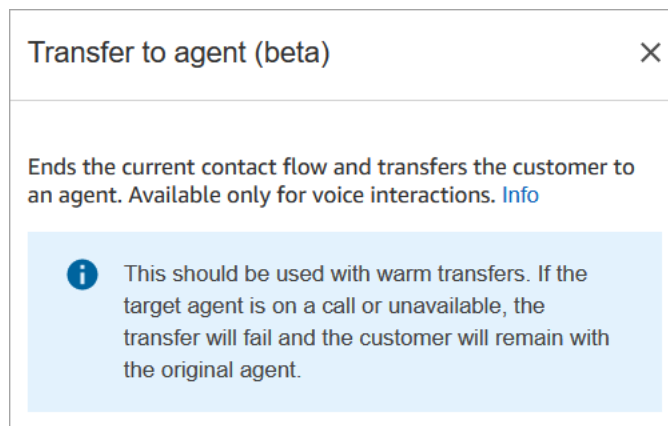 Transfer to agent (beta)
Ends the current contact flow and transfers the customer to
an agent. Available only for voice interactions. Info
This should be used with warm transfers. If the
target agent is on a call or unavailable, the
transfer will fail and the customer will remain with
the original agent.